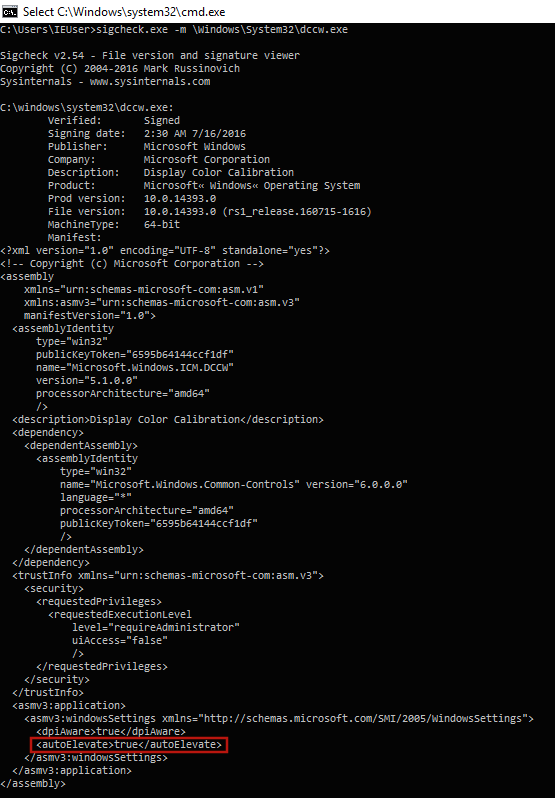 Select C:\Windows\system32\cmd.exe
C:\Users\IEUser>sigcheck.exe -m \Windows\System32\dccw.exe
Sigcheck v2.54 - File version and signature viewer
Copyright (C) 2004-2016 Mark Russinovich
Sysinternals - www.sysinternals.com
C:\windows\system32\dccw.exe:
Verified: Signed
Signing date: 2:30 AM 7/16/2016
Publisher: Microsoft Windows
Company: Microsoft Corporation
Description: Display Color Calibration
Product: Microsoft« Windows« Operating System
Prod version: 10.0.14393.0
File version: 10.0.14393.0 (rs1_release.160715-1616)
MachineType: 64-bit
Manifest:
<?xml version="1.0" encoding="UTF-8" standalone="yes"?>
<!-- Copyright (c) Microsoft Corporation -->
<assembly
xmlns="urn:schemas-microsoft-com:asm.v1"
xmlns:asmv3="urn:schemas-microsoft-com:asm.v3"
manifestVersion="1.0">
<assemblyIdentity
type="win32"
publicKeyToken="6595b64144ccf1df"
name="Microsoft.Windows.ICM.DCCW"
version="5.1.0.0"
processorArchitecture="amd64"
/>
<description>Display Color Calibration</description>
<dependency>
<dependentAssembly>
<assemblyIdentity
type="win32"
name="Microsoft.Windows.Common-Controls" version="6.0.0.0"
language="*"
processorArchitecture="amd64"
publicKeyToken="6595b64144ccf1df"
/>
</dependentAssembly>
</dependency>
<trustInfo xmlns="urn:schemas-microsoft-com:asm.v3">
<security>
<requestedPrivileges>
<requestedExecutionLevel
level="requireAdministrator"
uiAccess="false"
/>
</requestedPrivileges>
</security>
</trustInfo>
<asmv3:application>
<asmv3:windowsSettings xmlns="http://schemas.microsoft.com/SMI/2005/WindowsSettings">
<dpiAware>true</dpiAware>
<autoElevate>true</autoElevate>
</asmv3:windowsSettings>
</asmv3:application>
</assembly>